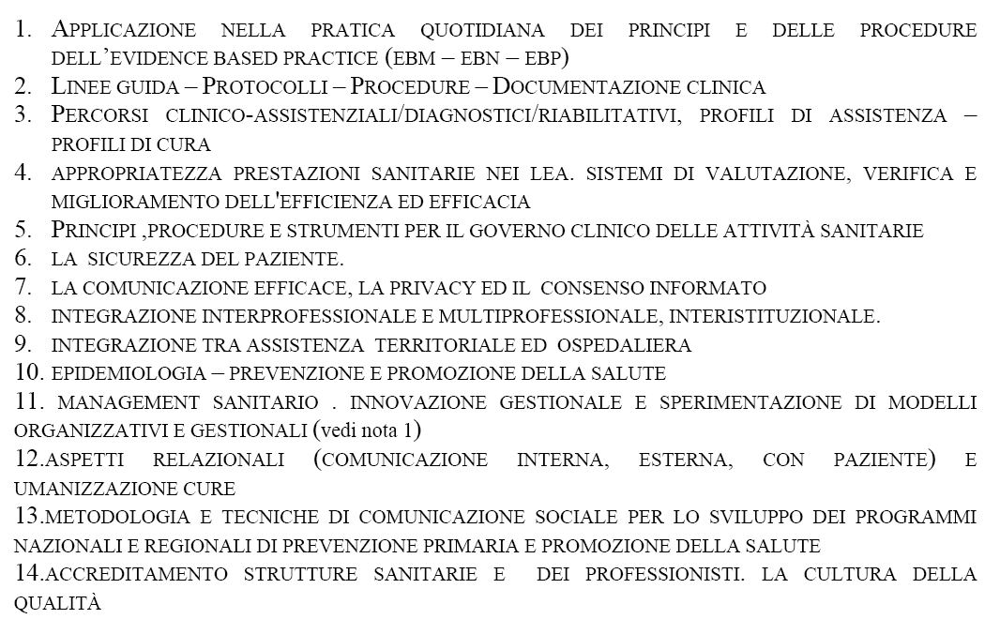 1. APPLICAZIONE NELLA PRATICA QUOTIDIANA DEI PRINCIPI E DELLE PROCEDURE
DELL’EVIDENCE BASED PRACTICE (EBM – EBN – EBP)
2. LINEE GUIDA – PROTOCOLLI – PROCEDURE – DOCUMENTAZIONE CLINICA
3. PERCORSI CLINICO-ASSISTENZIALI/DIAGNOSTICI/RIABILITATIVI, PROFILI DI ASSISTENZA –
PROFILI DI CURA
4. APPROPRIATEZZA PRESTAZIONI SANITARIE NEI LEA. SISTEMI DI VALUTAZIONE, VERIFICA E
MIGLIORAMENTO DELL'EFFICIENZA ED EFFICACIA
5. PRINCIPI ,PROCEDURE E STRUMENTI PER IL GOVERNO CLINICO DELLE ATTIVITÀ SANITARIE
6. LA SICUREZZA DEL PAZIENTE.
7. LA COMUNICAZIONE EFFICACE, LA PRIVACY ED IL CONSENSO INFORMATO
8. INTEGRAZIONE INTERPROFESSIONALE E MULTIPROFESSIONALE, INTERISTITUZIONALE.
9. INTEGRAZIONE TRA ASSISTENZA TERRITORIALE ED OSPEDALIERA
10. EPIDEMIOLOGIA – PREVENZIONE E PROMOZIONE DELLA SALUTE
11. MANAGEMENT SANITARIO . INNOVAZIONE GESTIONALE E SPERIMENTAZIONE DI MODELLI
ORGANIZZATIVI E GESTIONALI (vedi nota 1)
12.ASPETTI RELAZIONALI (COMUNICAZIONE INTERNA, ESTERNA, CON PAZIENTE) E
UMANIZZAZIONE CURE
13.METODOLOGIA E TECNICHE DI COMUNICAZIONE SOCIALE PER LO SVILUPPO DEI PROGRAMMI
NAZIONALI E REGIONALI DI PREVENZIONE PRIMARIA E PROMOZIONE DELLA SALUTE
14.ACCREDITAMENTO STRUTTURE SANITARIE E DEI PROFESSIONISTI. LA CULTURA DELLA
QUALITÀ